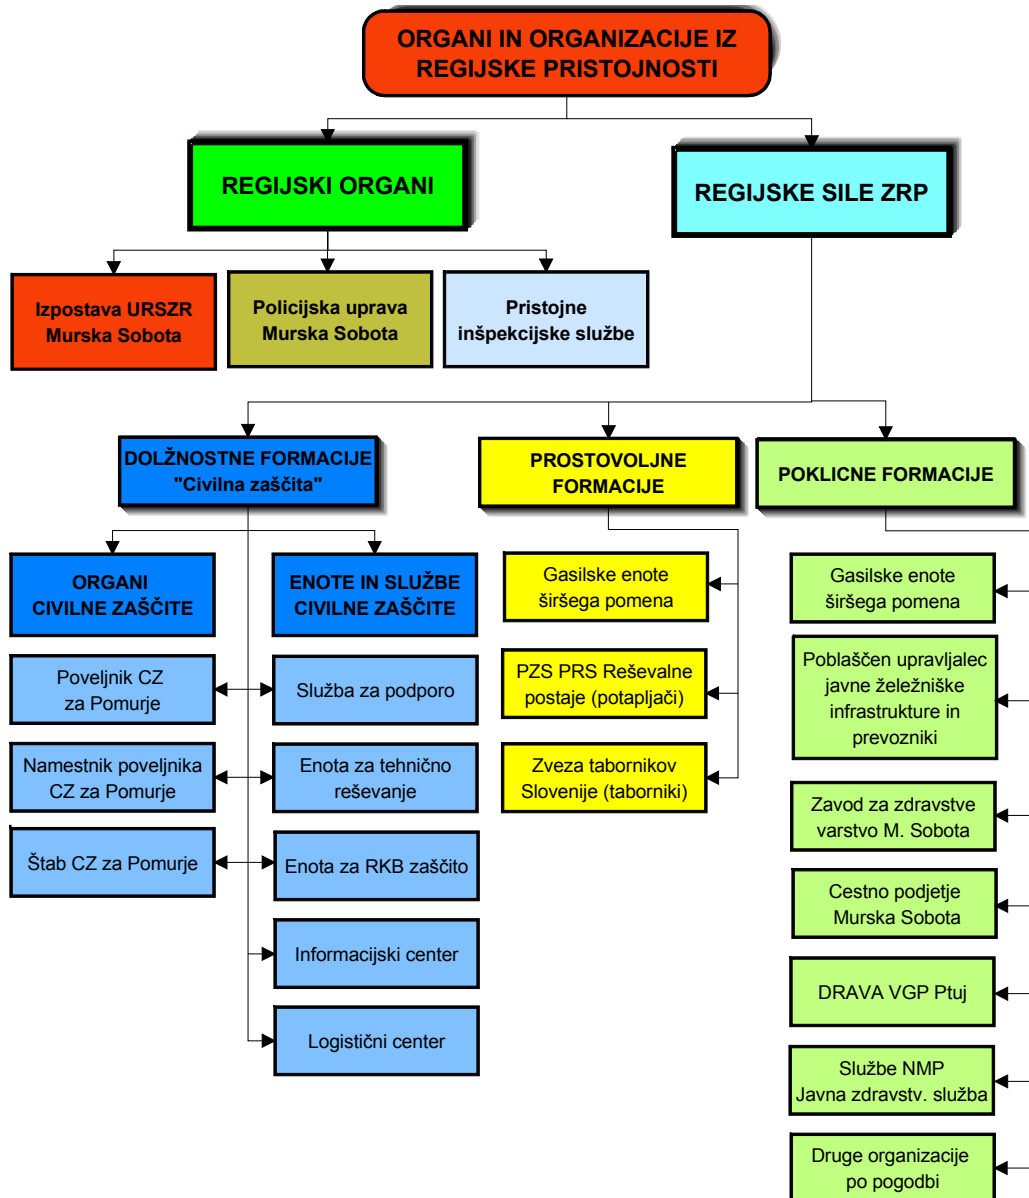 ORGANI IN ORGANIZACIJE IZ
REGIJSKE PRISTOJNOSTI
REGIJSKI ORGANI
REGIJSKE SILE ZRP
Izpostava URSZR
Murska Sobota
Policijska uprava
Murska Sobota
Pristojne
inšpekcijske službe
DOLŽNOSTNE FORMACIJE
"Civilna zaščita"
PROSTOVOLJNE
FORMACIJE
POKLICNE FORMACIJE
ORGANI
CIVILNE ZAŠČITE
ENOTE IN SLUŽBE
CIVILNE ZAŠČITE
Poveljnik CZ
za Pomurje
Namestnik poveljnika
CZ za Pomurje
Štab CZ za Pomurje
Služba za podporo
Enota za tehnično
reševanje
Enota za RKB zaščito
Informacijski center
Logistični center
Gasilske enote
širšega pomena
PZS PRS Reševalne
postaje (potapljači)
Zveza tabornikov
Slovenije (taborniki)
Gasilske enote
širšega pomena
Poblaščen upravljalec
javne želežniške
infrastrukture in
prevozniki
Zavod za zdravstve
varstvo M. Sobota
Cestno podjetje
Murska Sobota
DRAVA VGP Ptuj
Službe NMP
Javna zdravstv. služba
Druge organizacije
po pogodbi